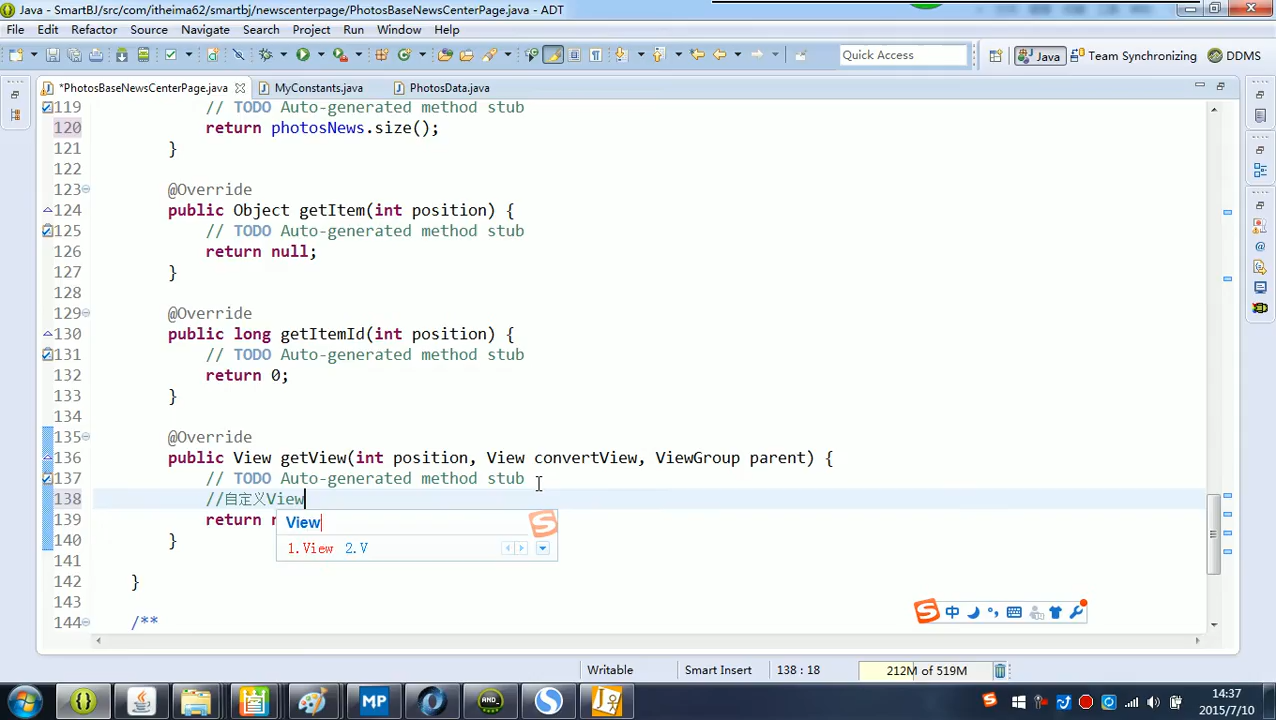 Java - SmartBJ/src/com/itheima62/smartbj/newscenterpage/PhotosBaseNewsCenterPage.java - ADT
File Edit Refactor Source Navigate Search Project Run Window Help
Quick Access Java Team Synchronizing DDMS
*PhotosBaseNewsCenterPage.java MyConstants.java PhotosData.java
119 // TODO Auto-generated method stub
120 return photosNews.size();
121 }
122
123 @Override
124 public Object getItem(int position) {
125 // TODO Auto-generated method stub
126 return null;
127 }
128
129 @Override
130 public long getItemId(int position) {
131 // TODO Auto-generated method stub
132 return 0;
133 }
134
135 @Override
136 public View getView(int position, View convertView, ViewGroup parent) {
137 // TODO Auto-generated method stub
138 //自定义View
139 return
View
1.View 2.V
140 }
141
142 }
143
144 /**
中
Writable Smart Insert 138 : 18 212M of 519M
MP
14:37
2015/7/10